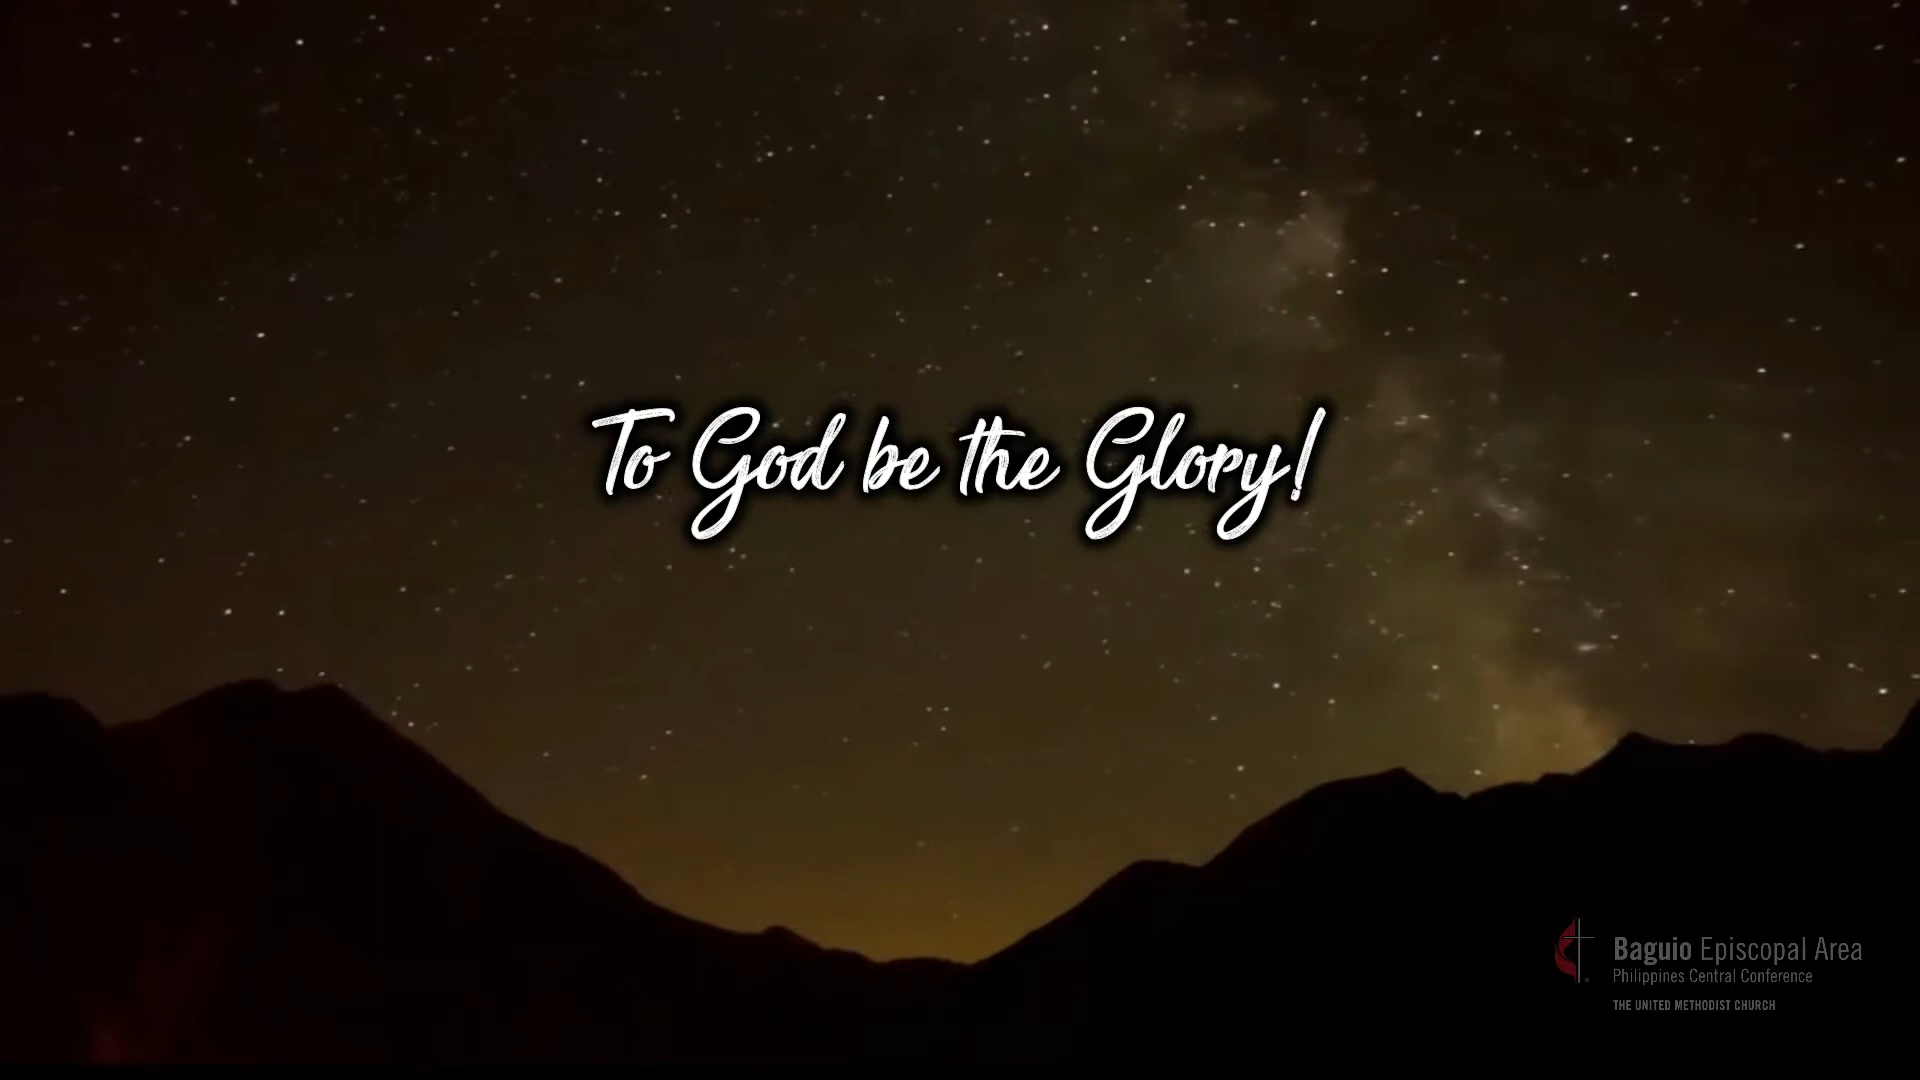 To God be the Glory!
Baguio Episcopal Area
Philippines Central Conference
THE UNITED METHODIST CHURCH